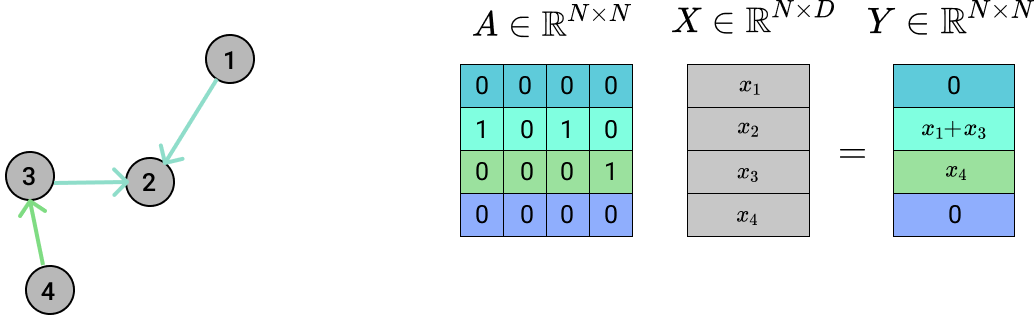 A ∈ ℝ^{N×N} X ∈ ℝ^{N×D} Y ∈ ℝ^{N×N}
1
3
2
4
0 0 0 0
1 0 1 0
0 0 0 1
0 0 0 0
x₁
x₂
x₃
x₄
=
0
x₁+x₃
x₄
0